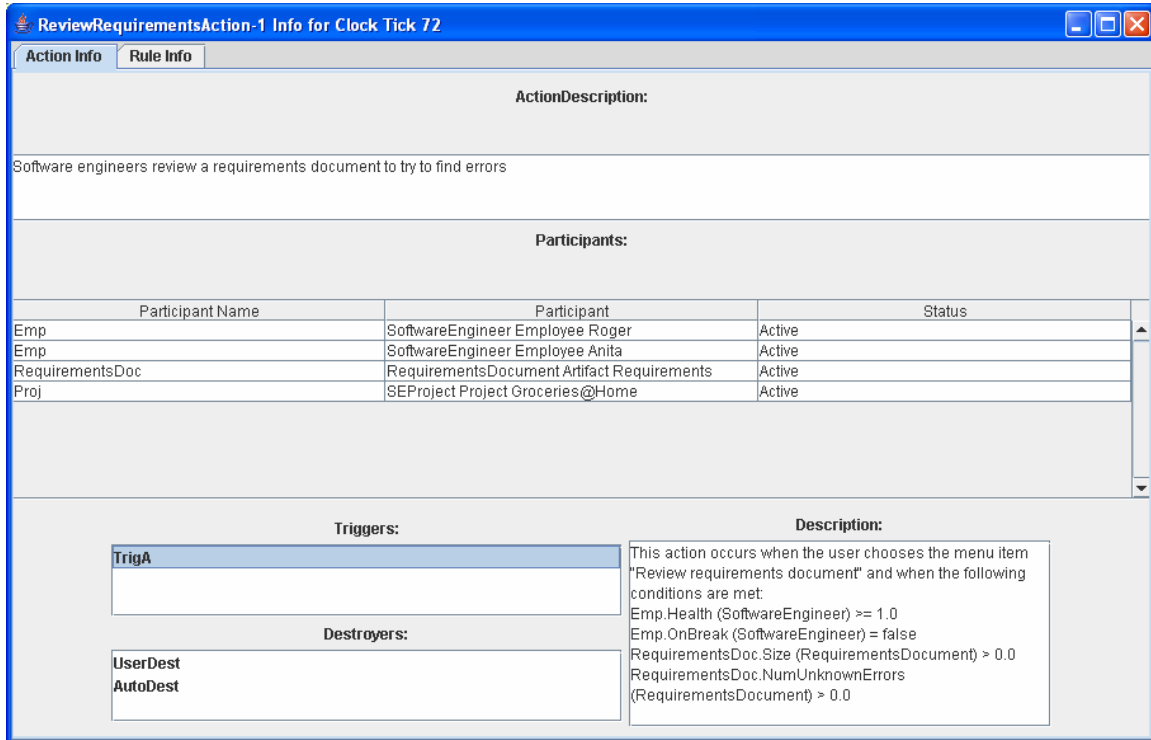 ReviewRequirementsAction-1 Info for Clock Tick 72
Action Info Rule Info
ActionDescription:
Software engineers review a requirements document to try to find errors
Participants:
Participant Name Participant Status
Emp SoftwareEngineer Employee Roger Active
Emp SoftwareEngineer Employee Anita Active
RequirementsDoc RequirementsDocument Artifact Requirements Active
Proj SEProject Project Groceries@Home Active
Triggers:
TrigA
Destroyers:
UserDest
AutoDest
Description:
This action occurs when the user chooses the menu item
"Review requirements document" and when the following
conditions are met:
Emp.Health (SoftwareEngineer) >= 1.0
Emp.OnBreak (SoftwareEngineer) = false
RequirementsDoc.Size (RequirementsDocument) > 0.0
RequirementsDoc.NumUnknownErrors
(RequirementsDocument) > 0.0